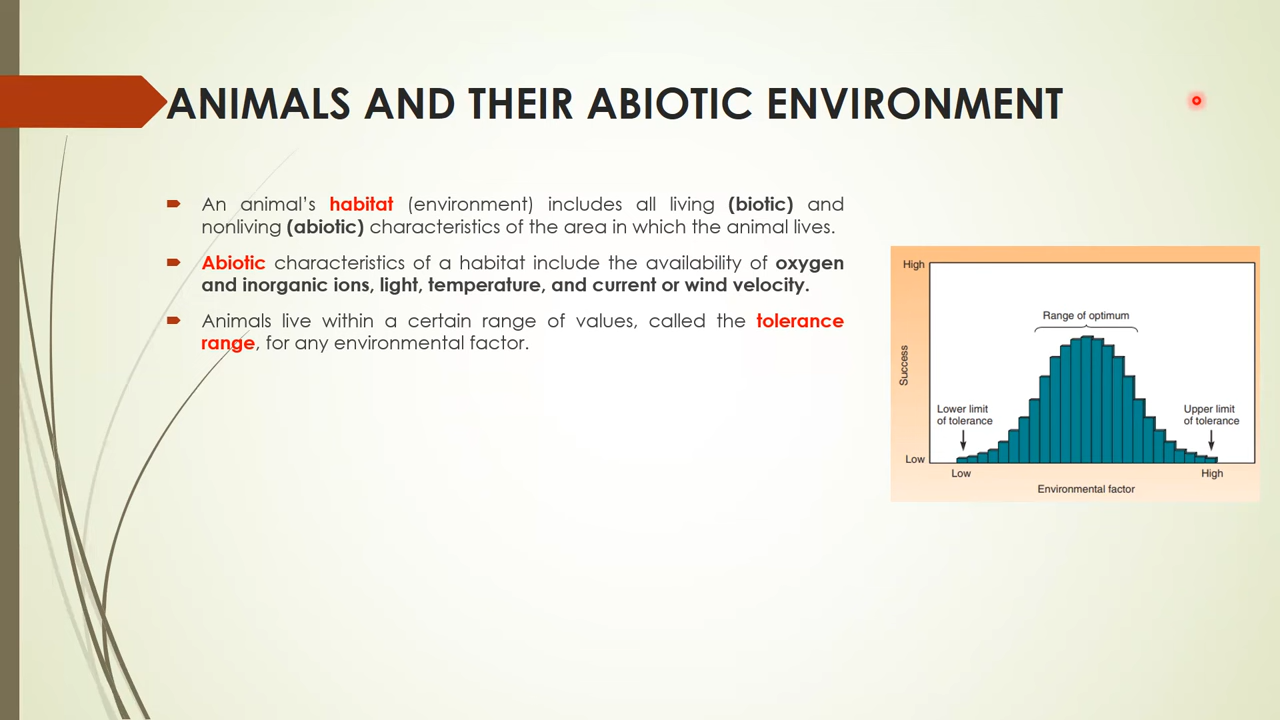 ANIMALS AND THEIR ABIOTIC ENVIRONMENT
An animal's habitat (environment) includes all living (biotic) and
nonliving (abiotic) characteristics of the area in which the animal lives.
Abiotic characteristics of a habitat include the availability of oxygen
and inorganic ions, light, temperature, and current or wind velocity.
Animals live within a certain range of values, called the tolerance
range, for any environmental factor.
High
Range of optimum
Success
Lower limit
of tolerance
Upper limit
of tolerance
Low
Low
High
Environmental factor